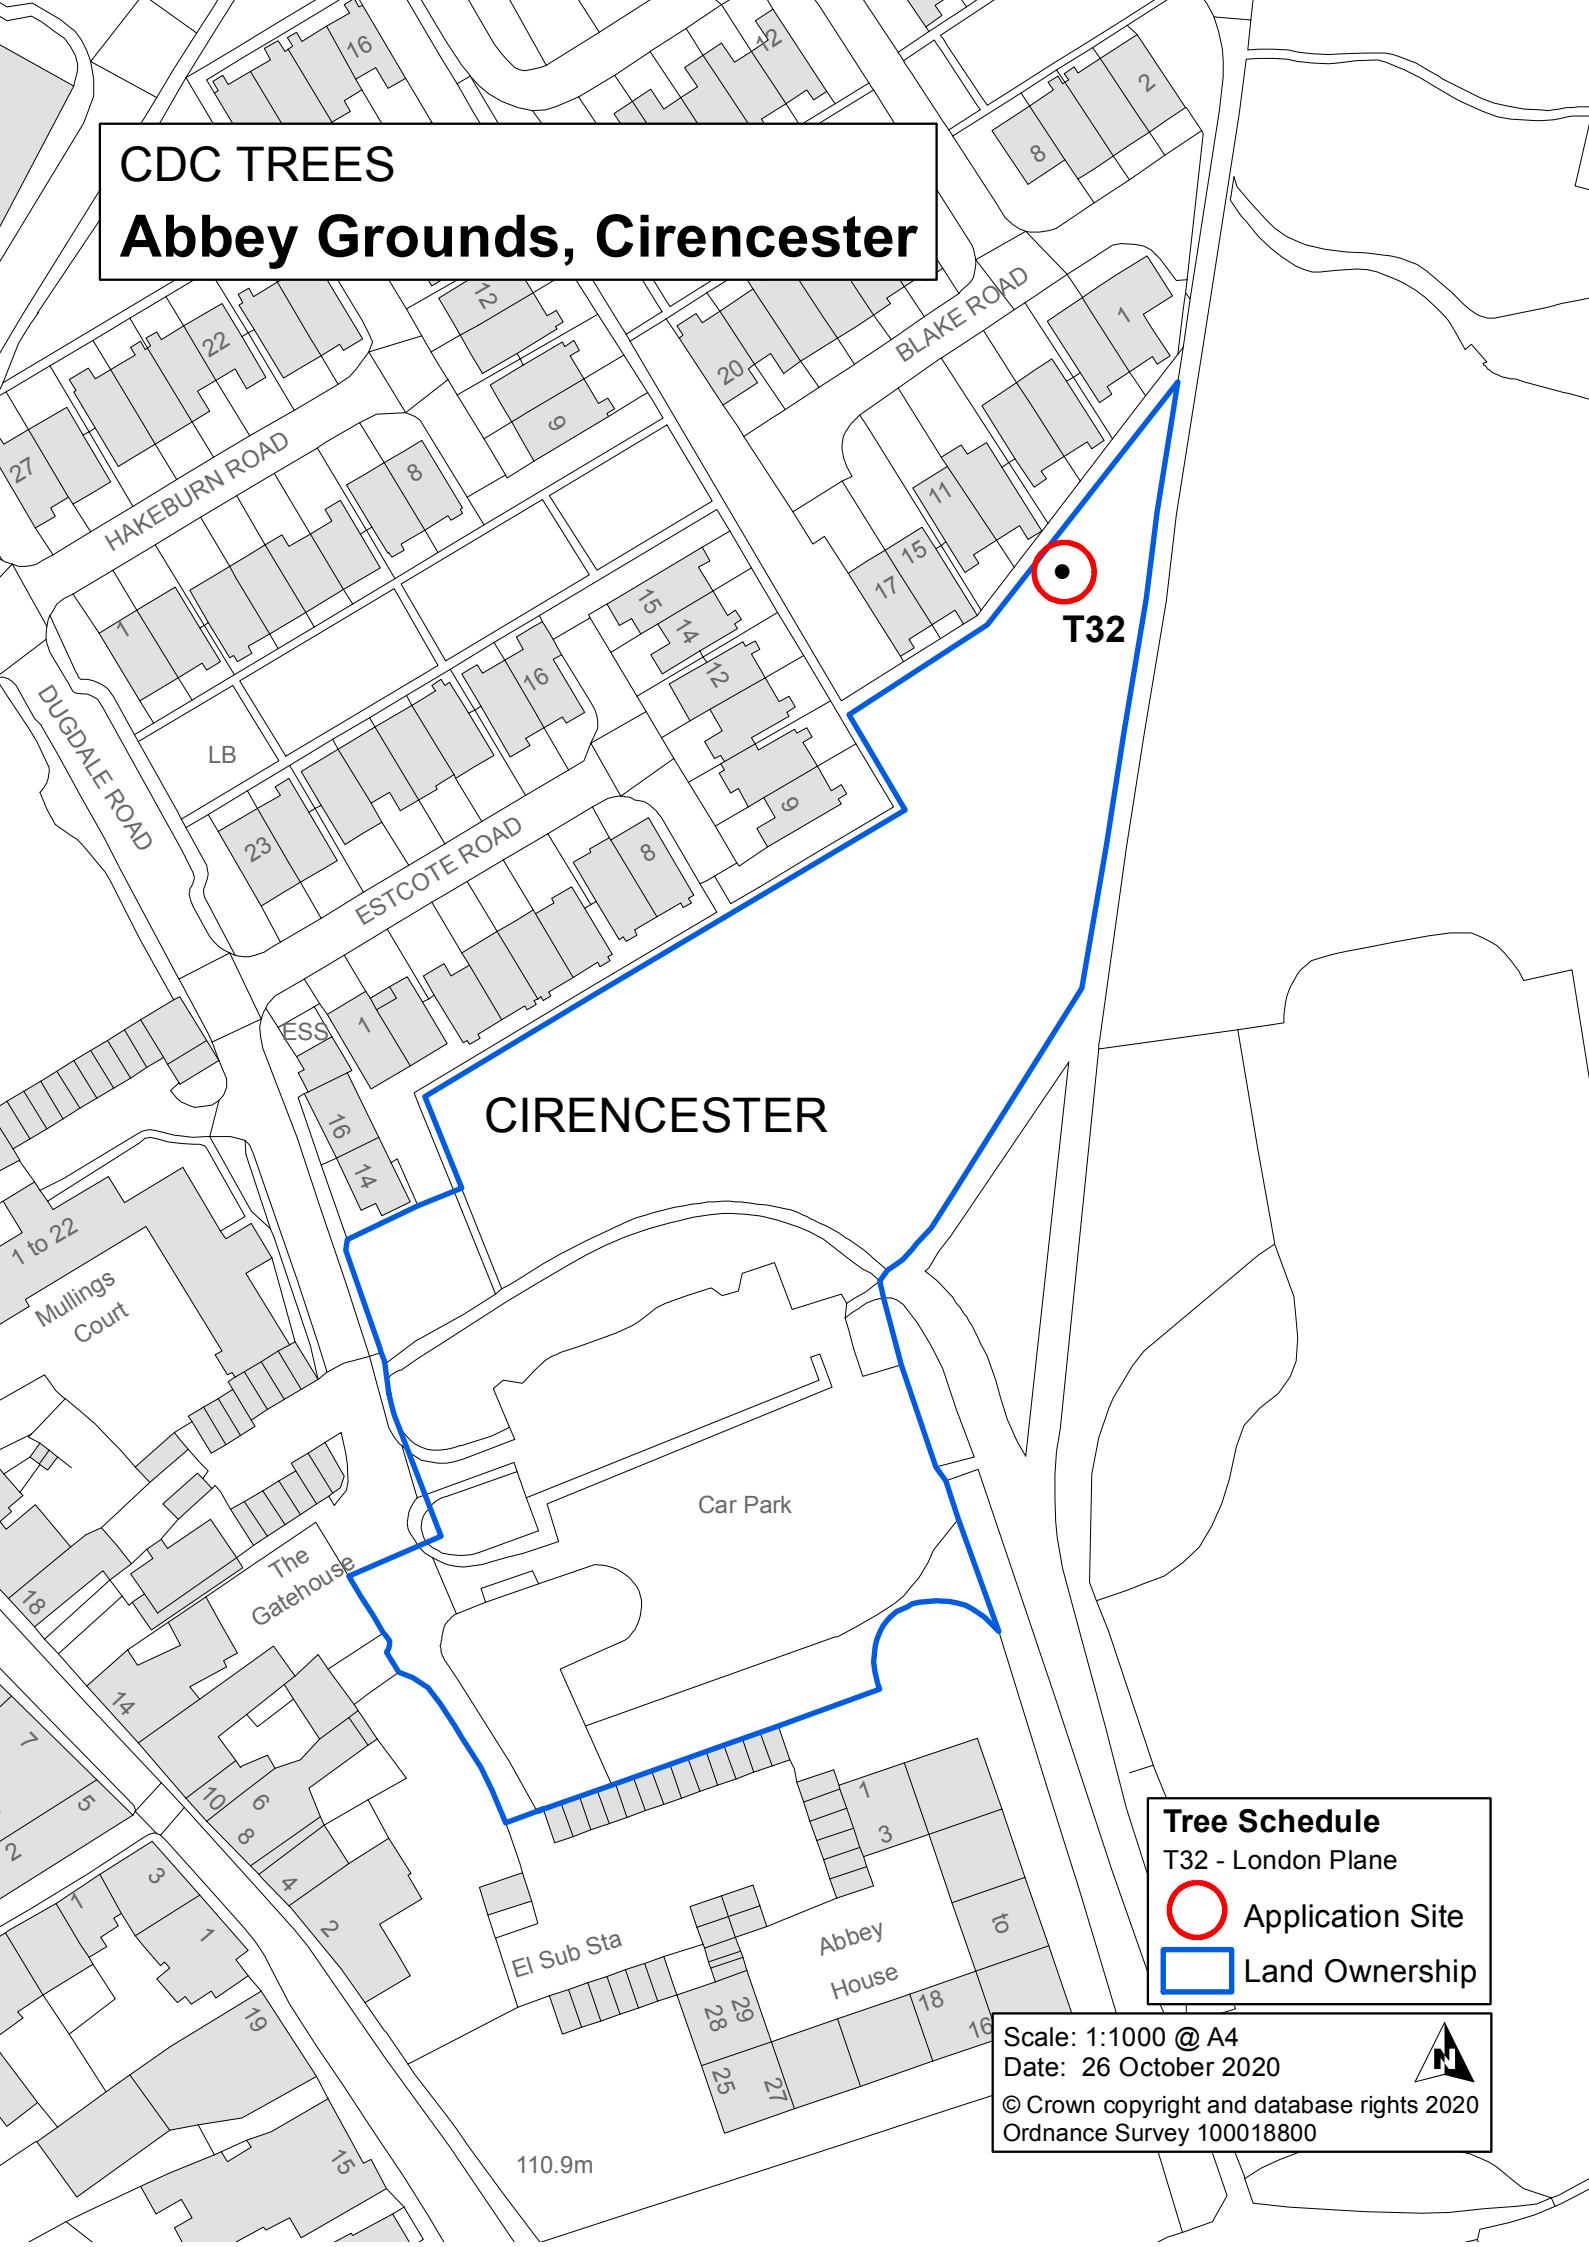 16
12
2
8
CDC TREES
Abbey Grounds, Cirencester
12
22
20
BLAKE ROAD
1
9
27
HAKEBURN ROAD
8
11
15
17
T32
1
15
14
12
16
DUGDALE ROAD
LB
9
23
ESTCOTE ROAD
8
ESS
1
CIRENCESTER
16
14
1 to 22
Mullings
Court
Car Park
The
Gatehouse
18
14
7
5
2
10
6
8
4
2
3
1
1
1
3
to
El Sub Sta
Abbey
House
18
16
28
29
25
27
19
15
110.9m
Tree Schedule
T32 - London Plane
Application Site
Land Ownership
Scale: 1:1000 @ A4
Date: 26 October 2020
N
© Crown copyright and database rights 2020
Ordnance Survey 100018800